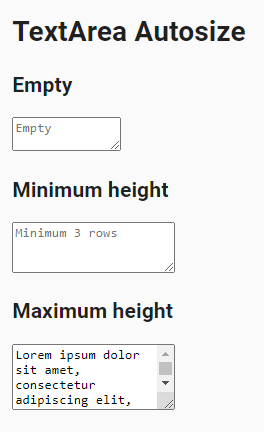 TextArea Autosize
Empty
Empty
Minimum height
Minimum 3 rows
Maximum height
Lorem ipsum dolor
sit amet,
consectetur
adipiscing elit,